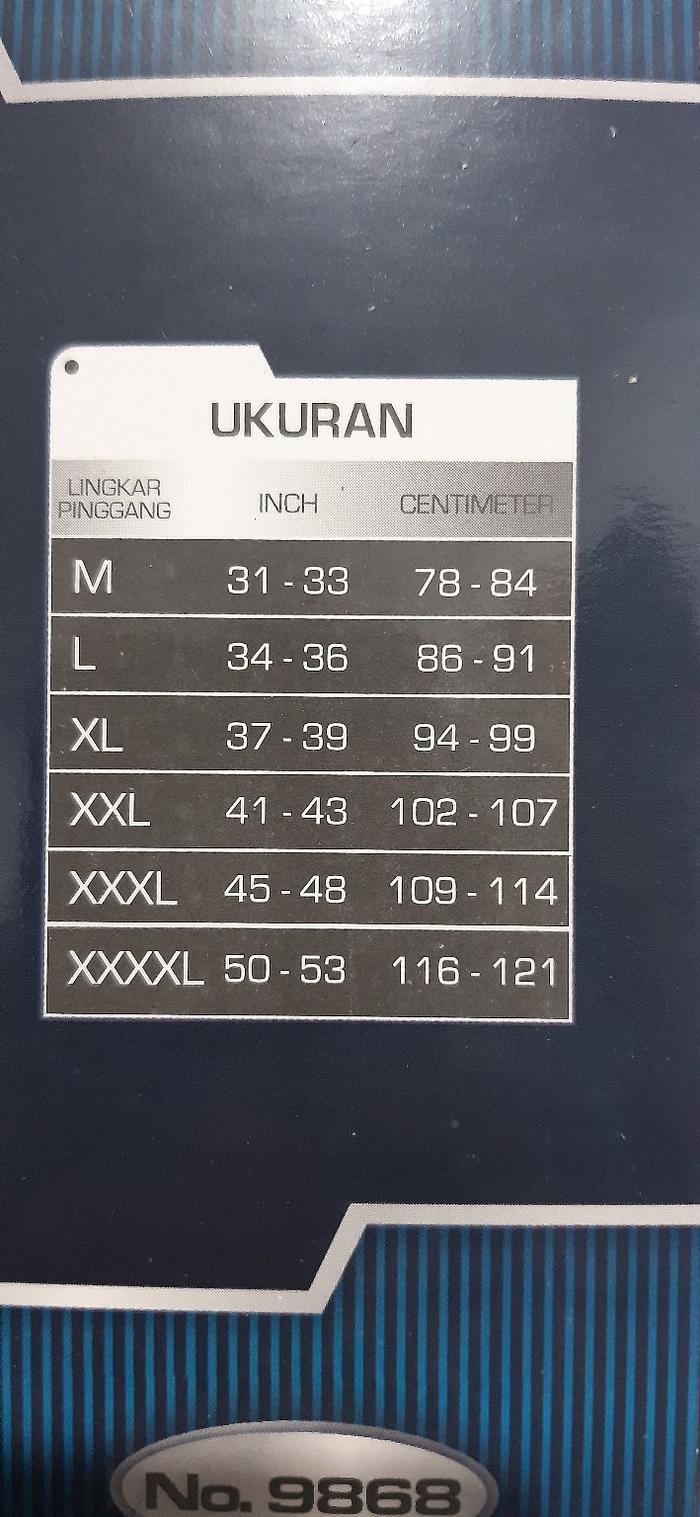 UKURAN
LINGKAR PINGGANG INCH CENTIMETER
M 31 - 33 78 - 84
L 34 - 36 86 - 91
XL 37 - 39 94 - 99
XXL 41 - 43 102 - 107
XXXL 45 - 48 109 - 114
XXXXL 50 - 53 116 - 121
No. 9868